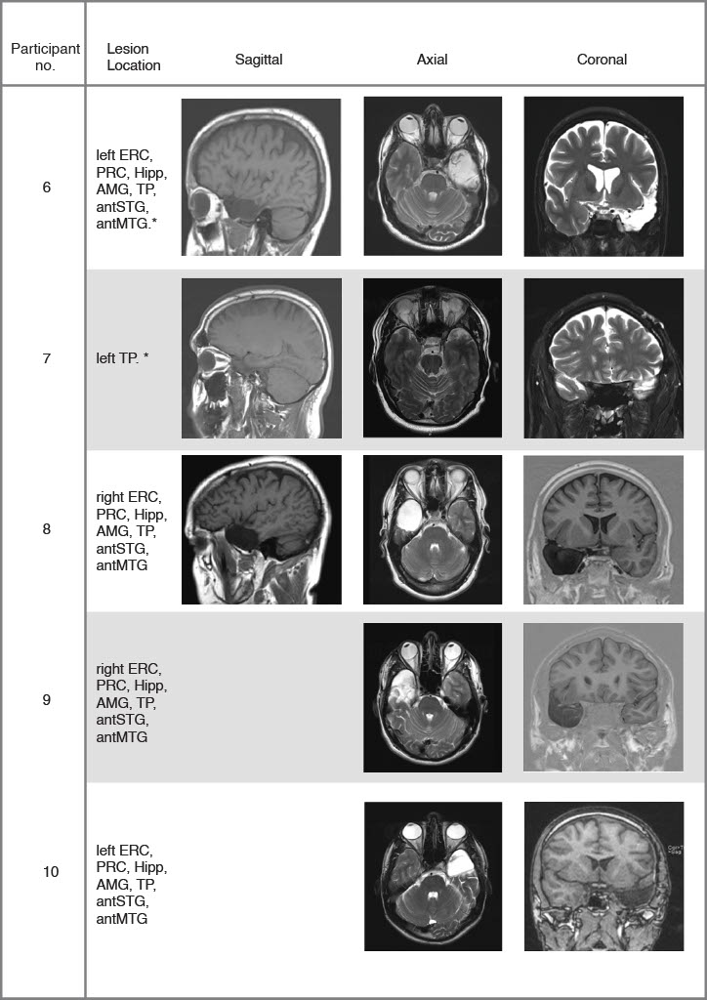 Participant no.
Lesion Location
Sagittal
Axial
Coronal
6
left ERC,
PRC, Hipp,
AMG, TP,
antSTG,
antMTG.*
7
left TP. *
8
right ERC,
PRC, Hipp,
AMG, TP,
antSTG,
antMTG
9
right ERC,
PRC, Hipp,
AMG, TP,
antSTG,
antMTG
10
left ERC,
PRC, Hipp,
AMG, TP,
antSTG,
antMTG